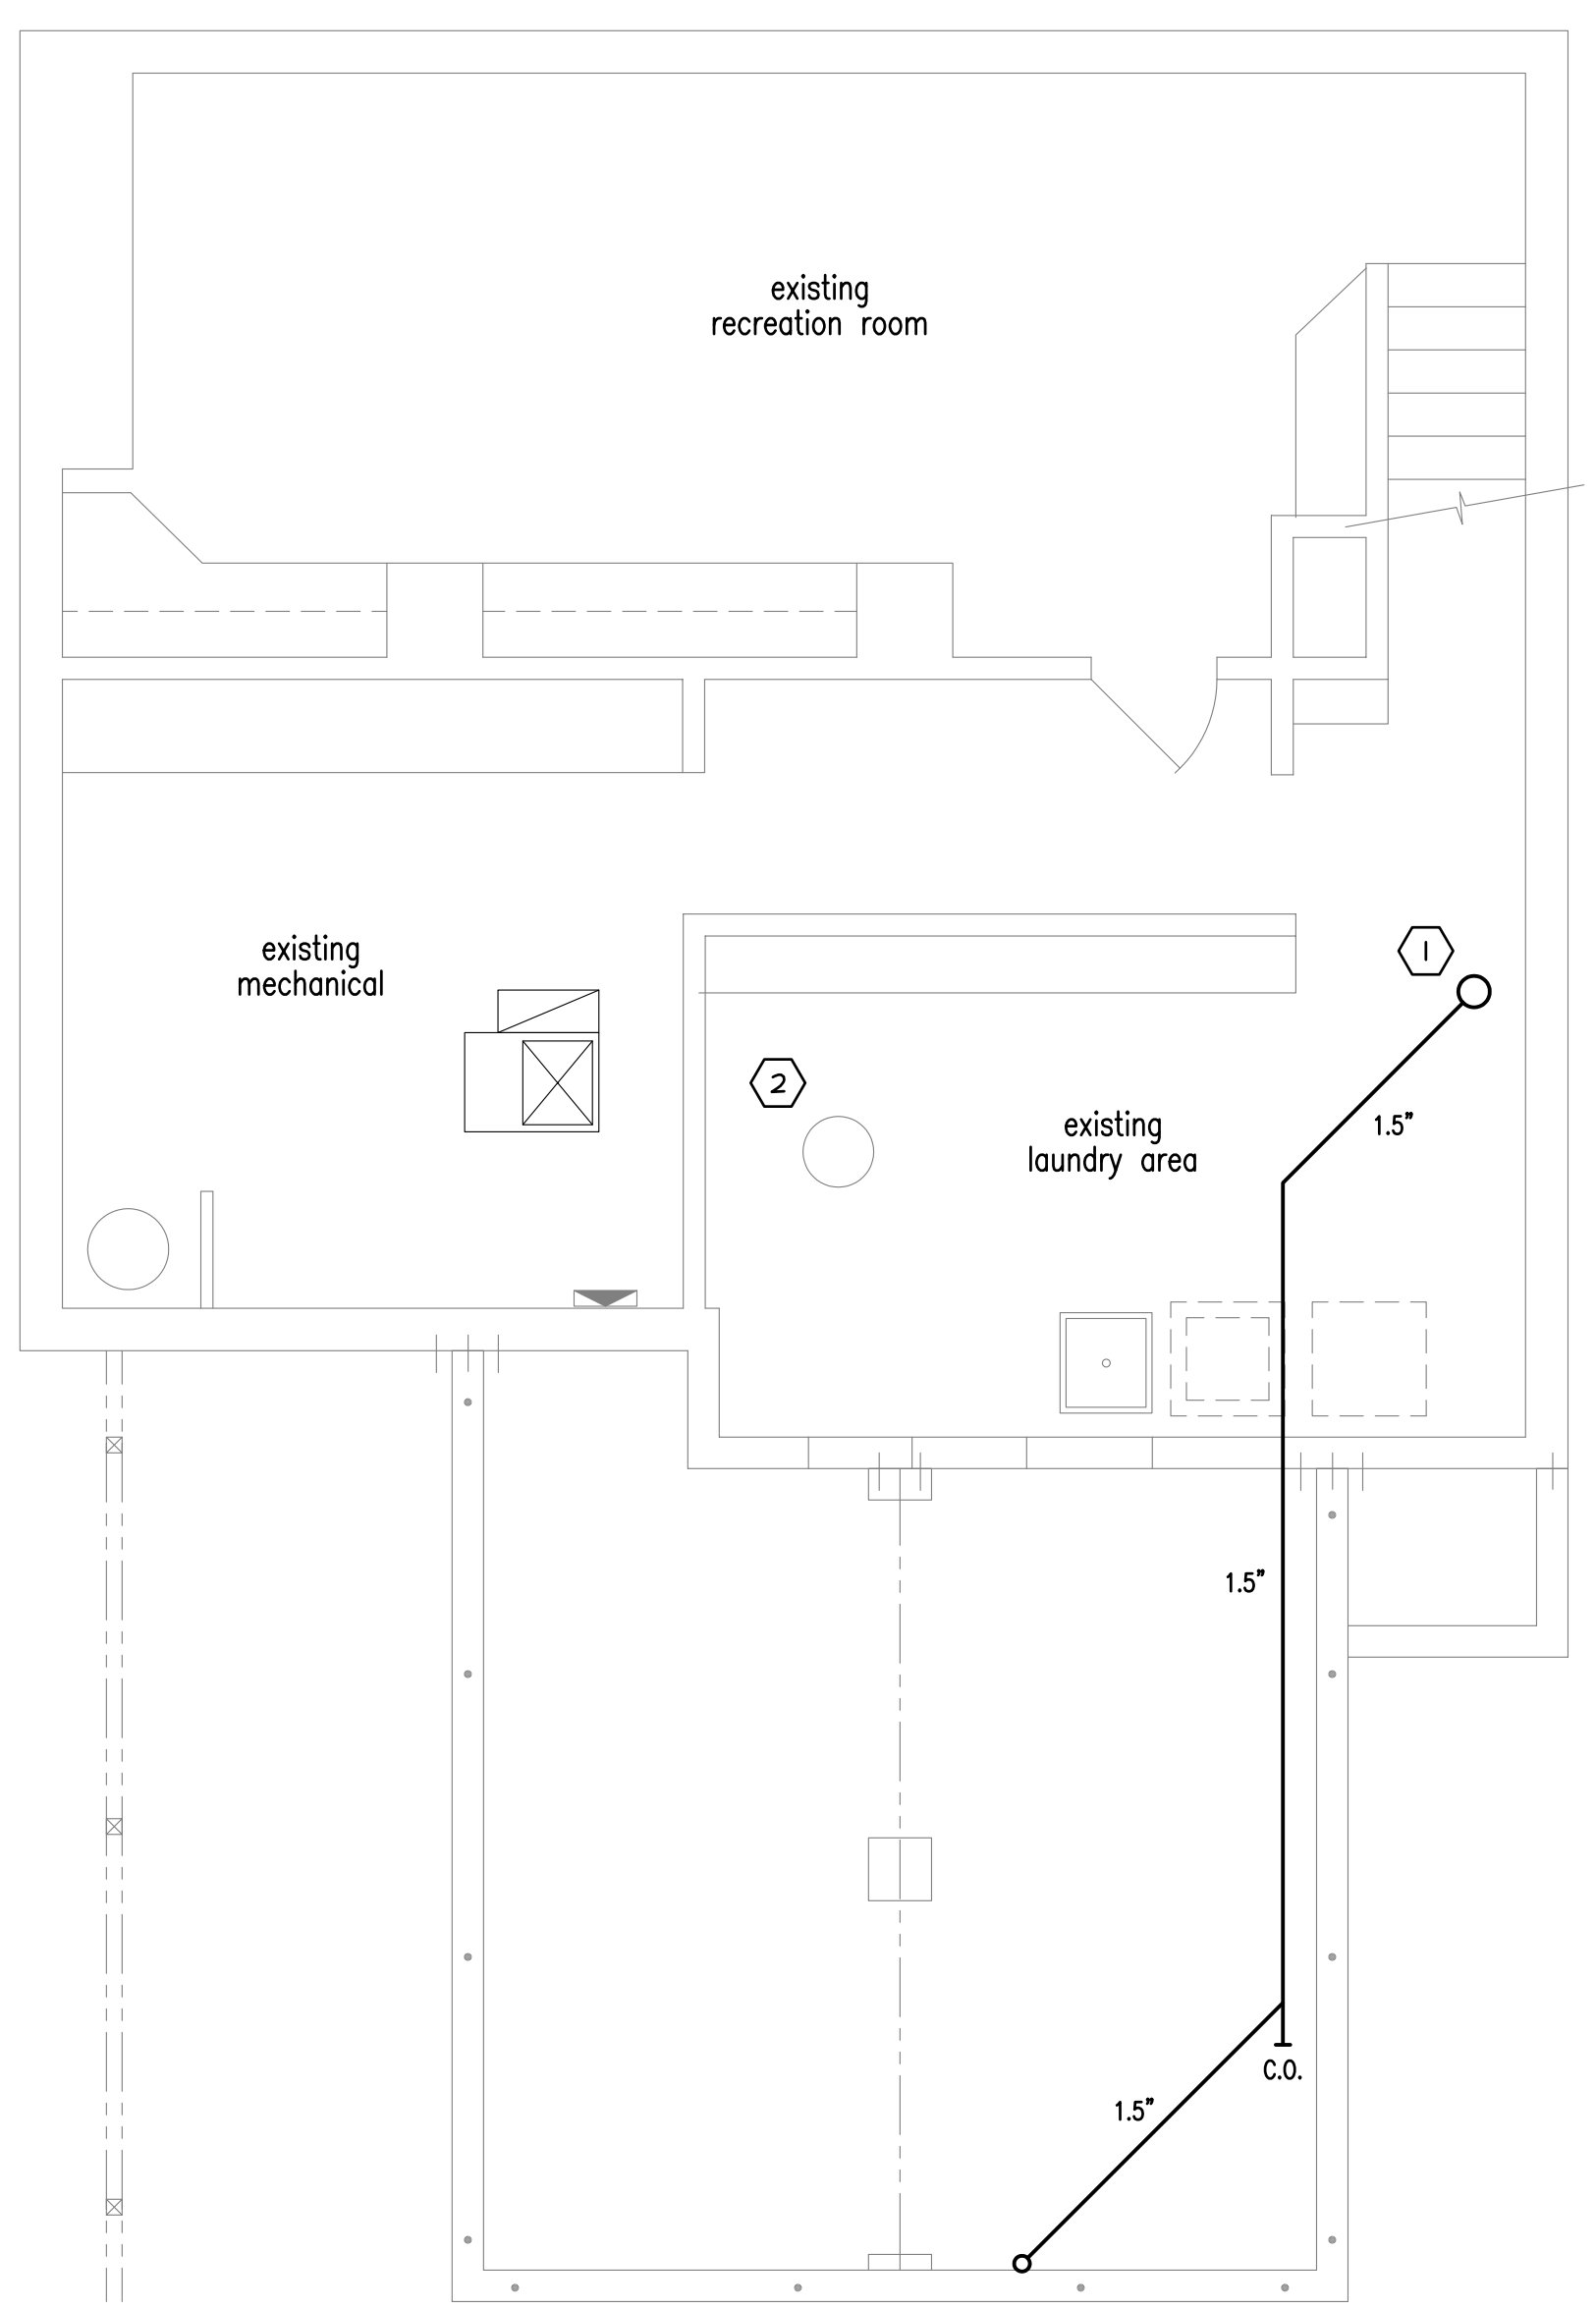 existing
recreation room
existing
mechanical
1
2
existing
laundry area
1.5"
1.5"
C.O.
1.5"